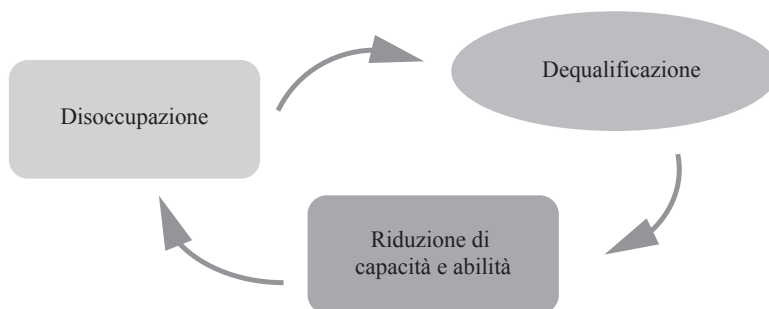 Disoccupazione
Dequalificazione
Riduzione di
capacità e abilità